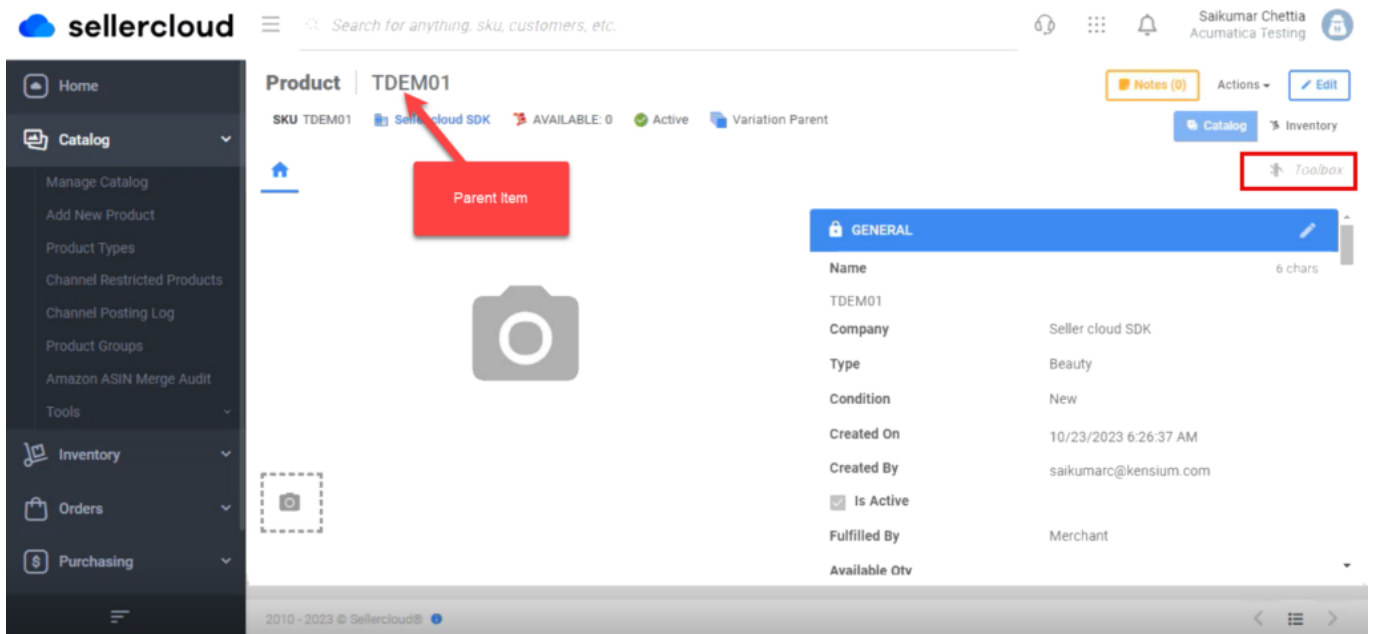 sellercloud
Search for anything, sku, customers, etc.
Saikumar Chettia
Acumatica Testing
Home
Catalog
Manage Catalog
Add New Product
Product Types
Channel Restricted Products
Channel Posting Log
Product Groups
Amazon ASIN Merge Audit
Tools
Inventory
Orders
Purchasing
Product TDEM01
Notes (0) Actions Edit
SKU TDEM01 Sellercloud SDK AVAILABLE: 0 Active Variation Parent
Catalog Inventory
Toolbox
Parent Item
GENERAL
Name 6 chars
TDEM01
Company Seller cloud SDK
Type Beauty
Condition New
Created On 10/23/2023 6:26:37 AM
Created By saikumarc@kensium.com
Is Active
Fulfilled By Merchant
Available Qty
2010 - 2023 © Sellercloud®